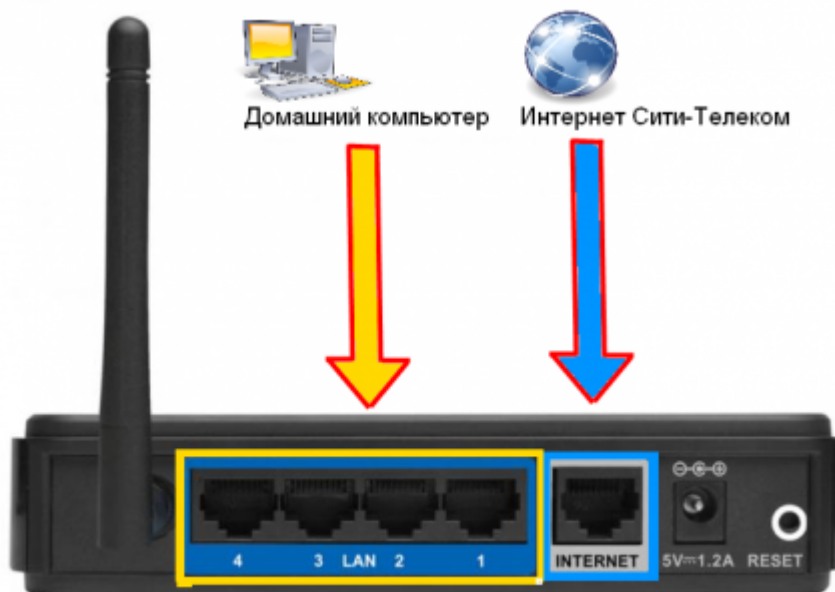 Домашний компьютер
Интернет Сити-Телеком
4 3 LAN 2 1
INTERNET
5V⎓1.2A
RESET